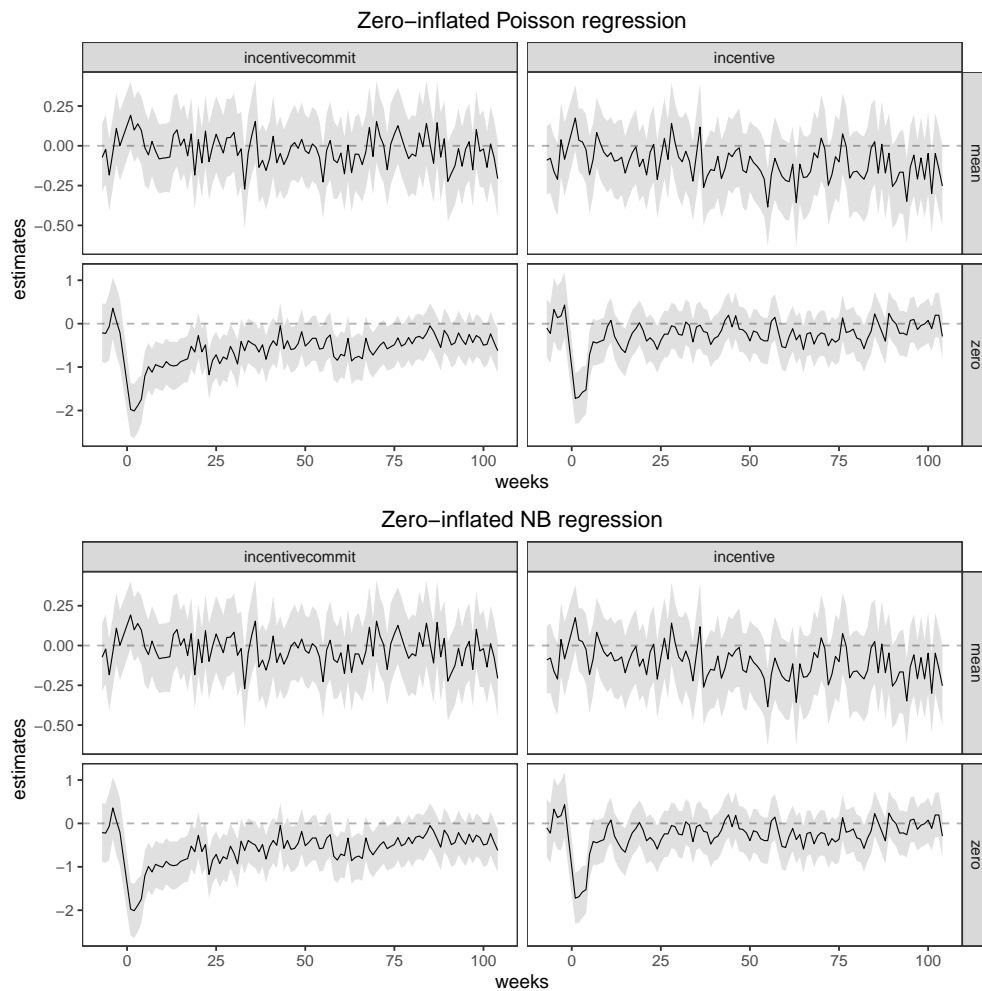 Zero−inflated Poisson regression
incentivecommit
incentive
0.25
0.00
−0.25
−0.50
mean
estimates
1
0
−1
−2
zero
0
25
50
75
100
0
25
50
75
100
weeks
Zero−inflated NB regression
incentivecommit
incentive
0.25
0.00
−0.25
−0.50
mean
estimates
1
0
−1
−2
zero
0
25
50
75
100
0
25
50
75
100
weeks